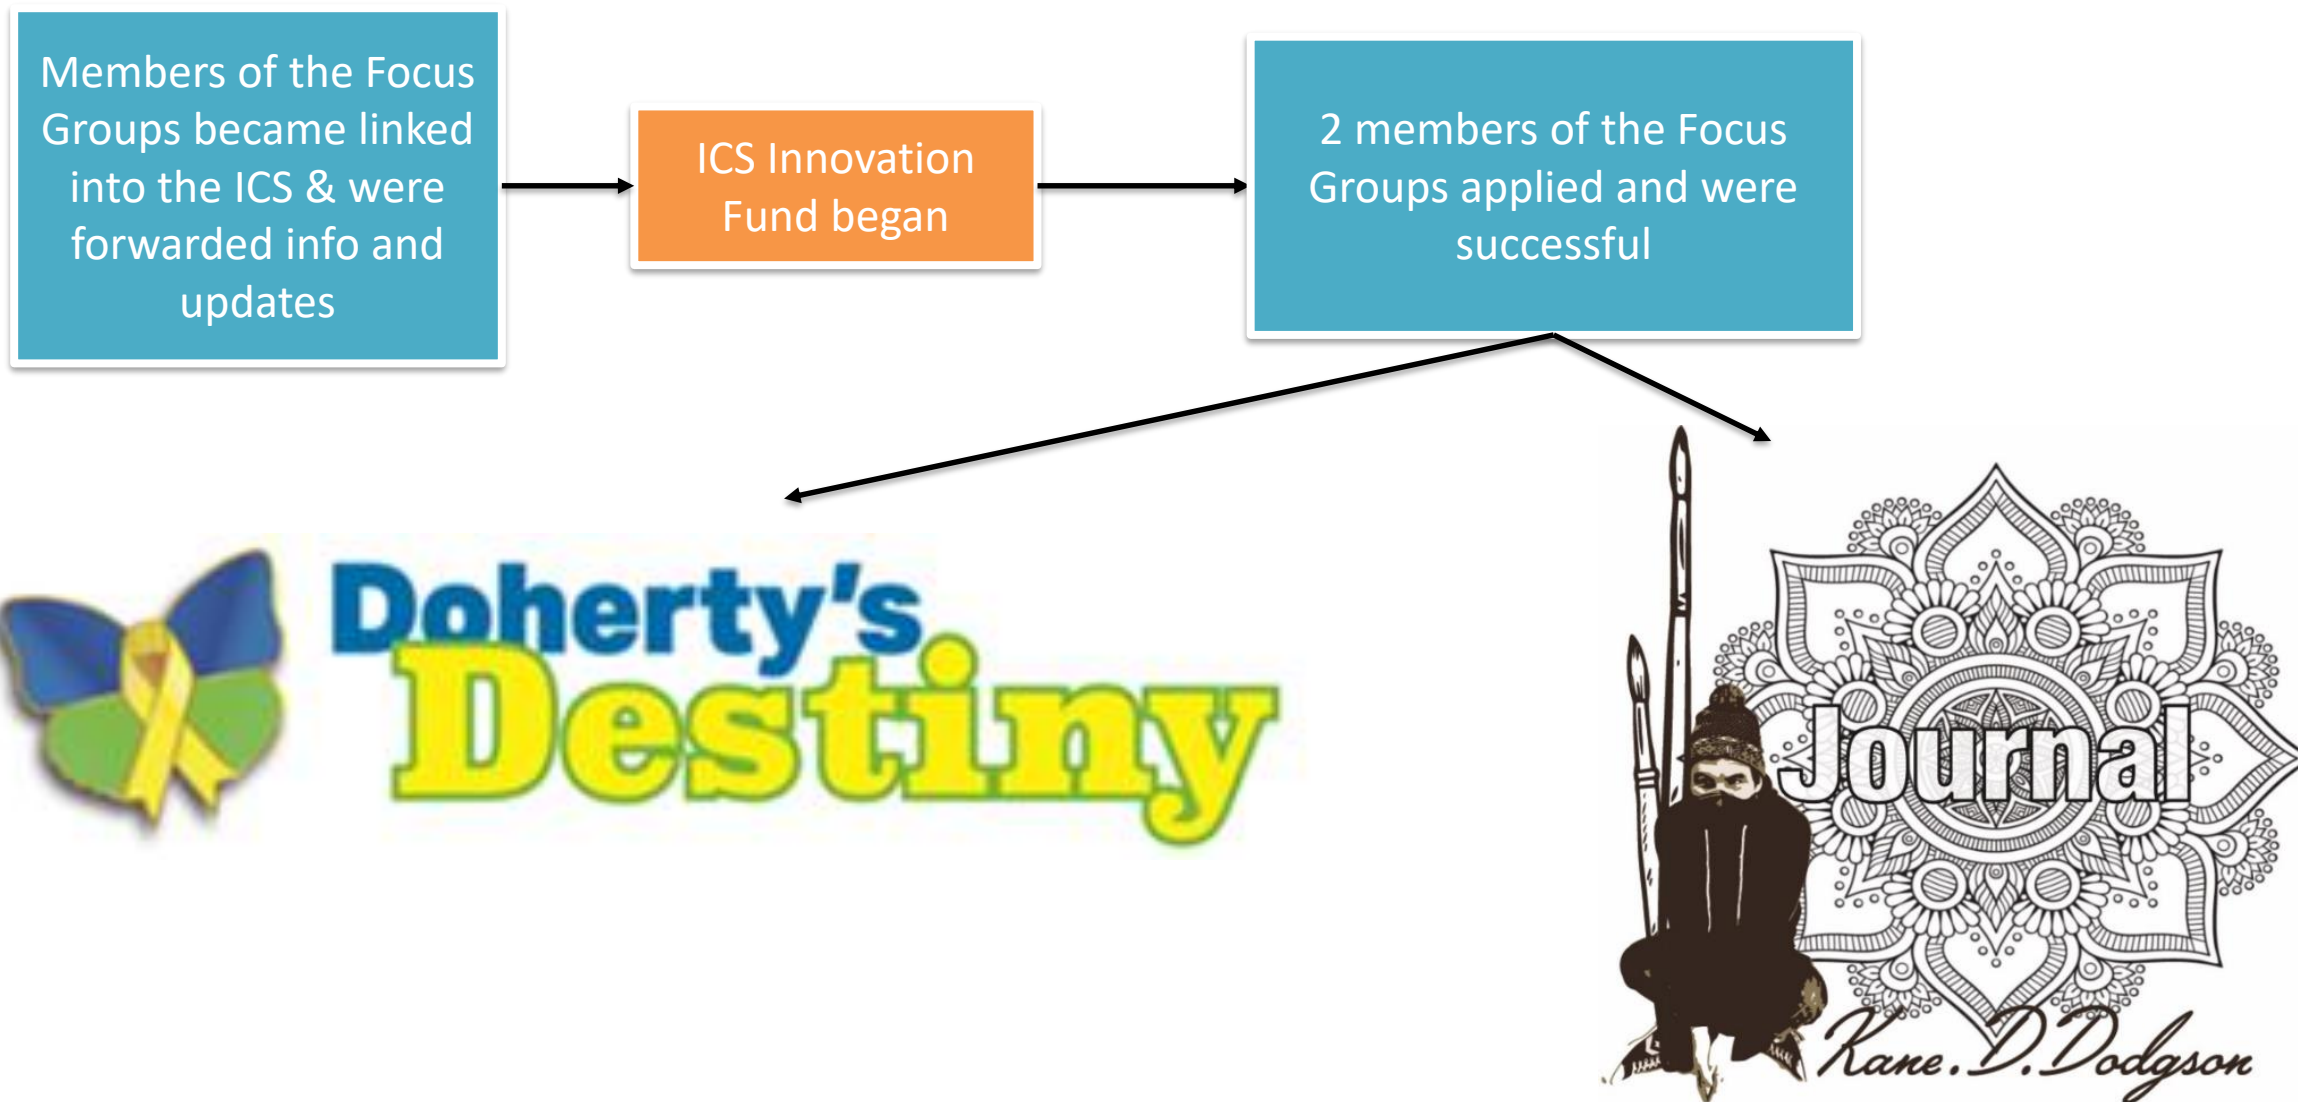 Members of the Focus
Groups became linked
into the ICS & were
forwarded info and
updates
ICS Innovation
Fund began
2 members of the Focus
Groups applied and were
successful
Doherty's
Destiny
Journal
Kane.D.Dodgson